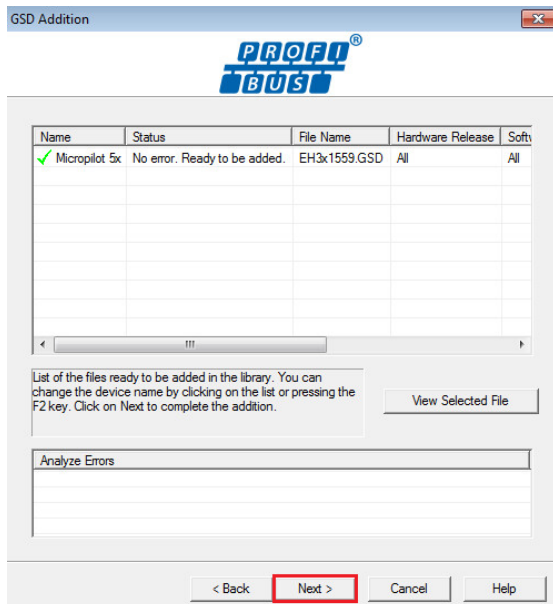 GSD Addition
PROFI®
BUS
Name Status File Name Hardware Release Softw
Micropilot 5x No error. Ready to be added. EH3x1559.GSD All All
List of the files ready to be added in the library. You can
change the device name by clicking on the list or pressing the
F2 key. Click on Next to complete the addition.
View Selected File
Analyze Errors
< Back Next > Cancel Help